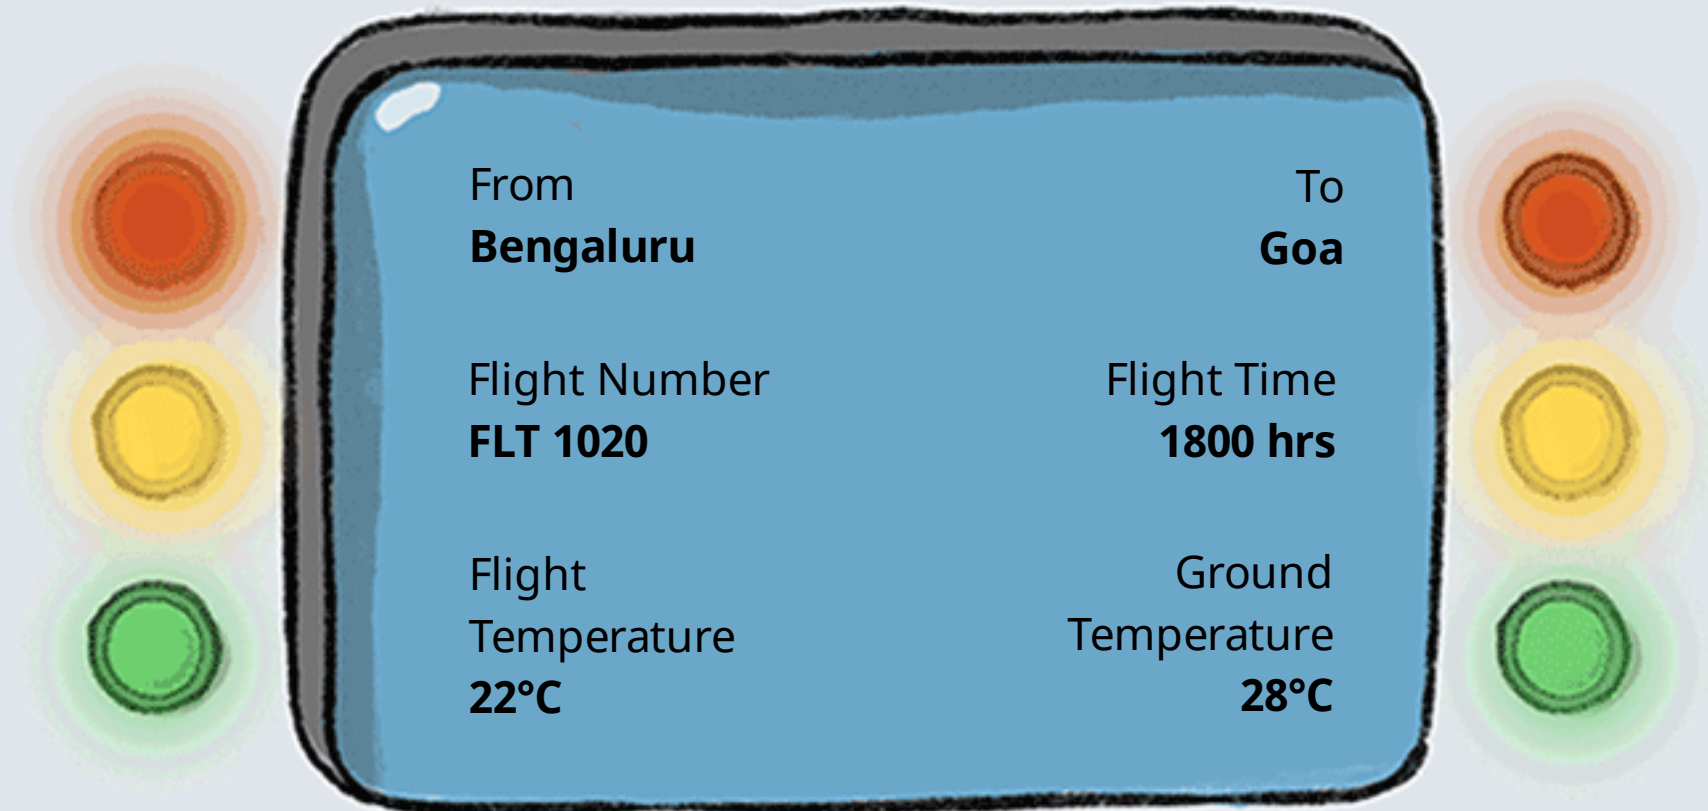 From
Bengaluru
To
Goa
Flight Number
FLT 1020
Flight Time
1800 hrs
Flight
Temperature
22°C
Ground
Temperature
28°C